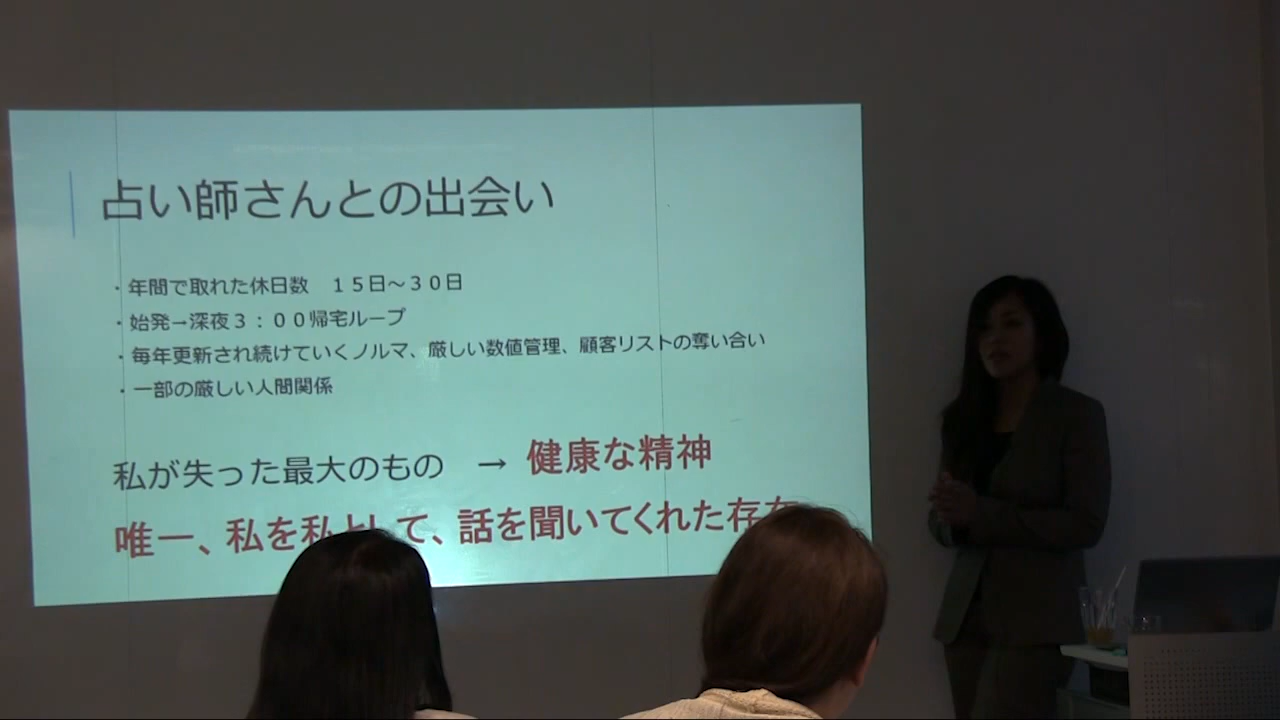 占い師さんとの出会い
・年間で取れた休日数　１５日～３０日
・始発→深夜３：００帰宅ループ
・毎年更新され続けていくノルマ、厳しい数値管理、顧客リストの奪い合い
・一部の厳しい人間関係
私が失った最大のもの　→ 健康な精神
唯一、私を私として、話を聞いてくれた存在